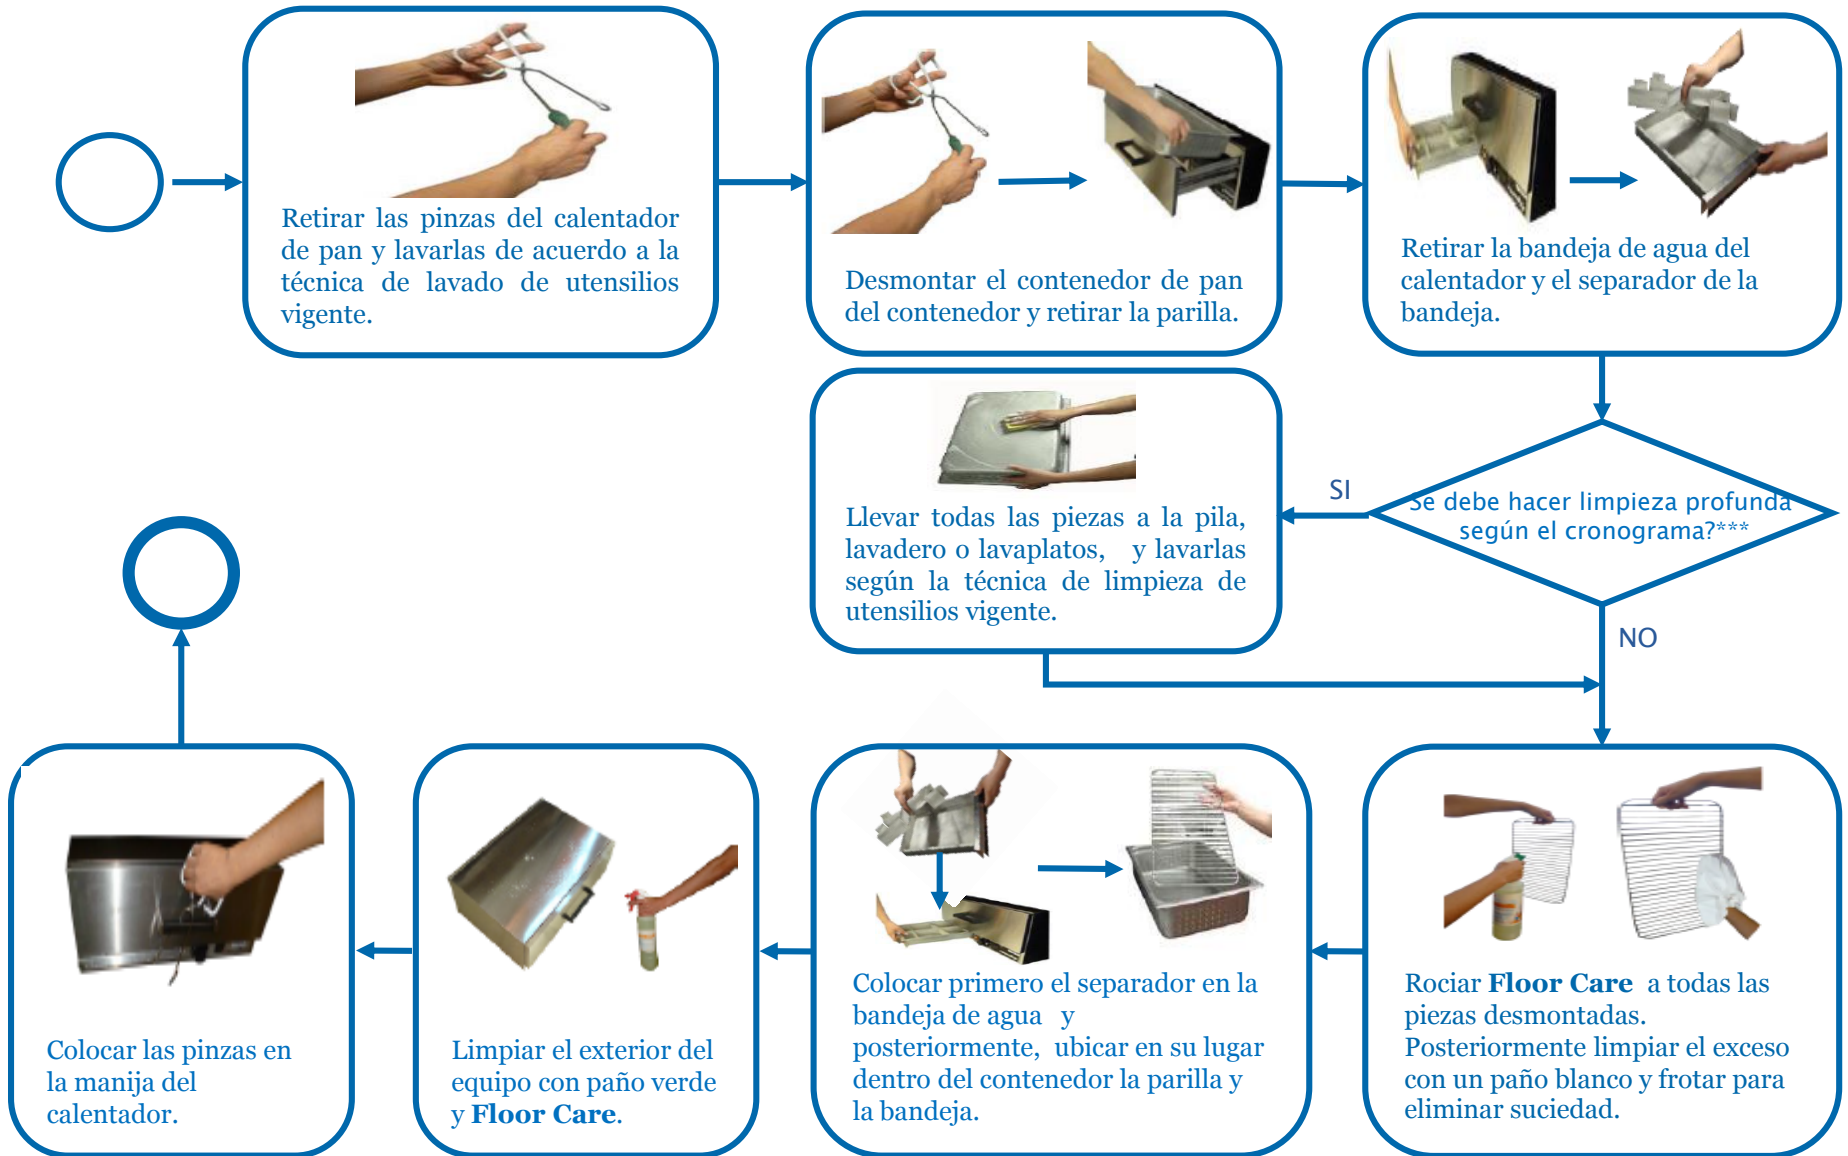 Retirar las pinzas del calentador
de pan y lavarlas de acuerdo a la
técnica de lavado de utensilios
vigente.
Desmontar el contenedor de pan
del contenedor y retirar la parilla.
Retirar la bandeja de agua del
calentador y el separador de la
bandeja.
Se debe hacer limpieza profunda
según el cronograma?***
SI
Llevar todas las piezas a la pila,
lavadero o lavaplatos, y lavarlas
según la técnica de limpieza de
utensilios vigente.
NO
Rociar Floor Care a todas las
piezas desmontadas.
Posteriormente limpiar el exceso
con un paño blanco y frotar para
eliminar suciedad.
Colocar primero el separador en la
bandeja de agua y
posteriormente, ubicar en su lugar
dentro del contenedor la parilla y
la bandeja.
Limpiar el exterior del
equipo con paño verde
y Floor Care.
Colocar las pinzas en
la manija del
calentador.